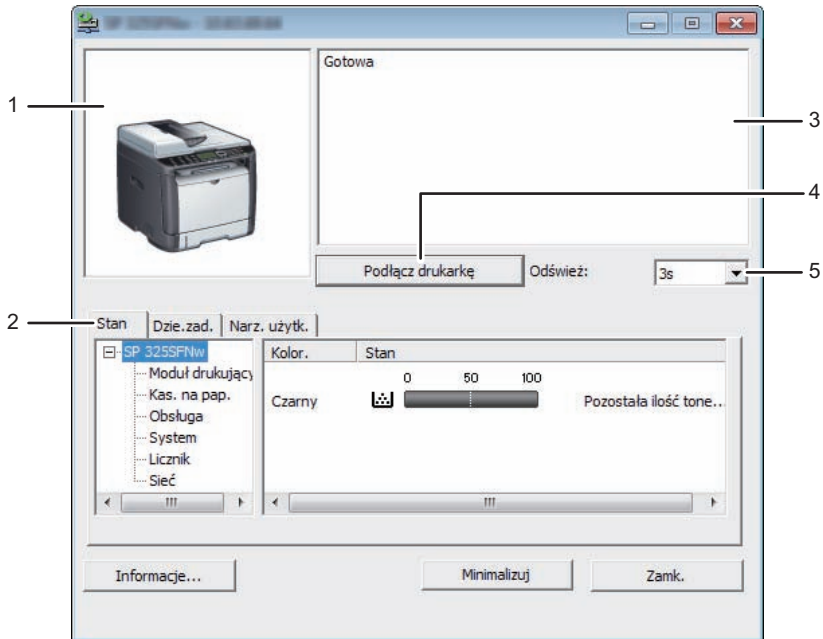 Gotowa
1
3
4
Podłącz drukarkę
Odśwież:
3s
5
2
Stan
Dzie.zad.
Narz. użytk.
SP 325SFNw
Moduł drukujący
Kas. na pap.
Obsługa
System
Licznik
Sieć
Kolor.
Stan
0 50 100
Czarny
Pozostała ilość tone...
Informacje...
Minimalizuj
Zamk.